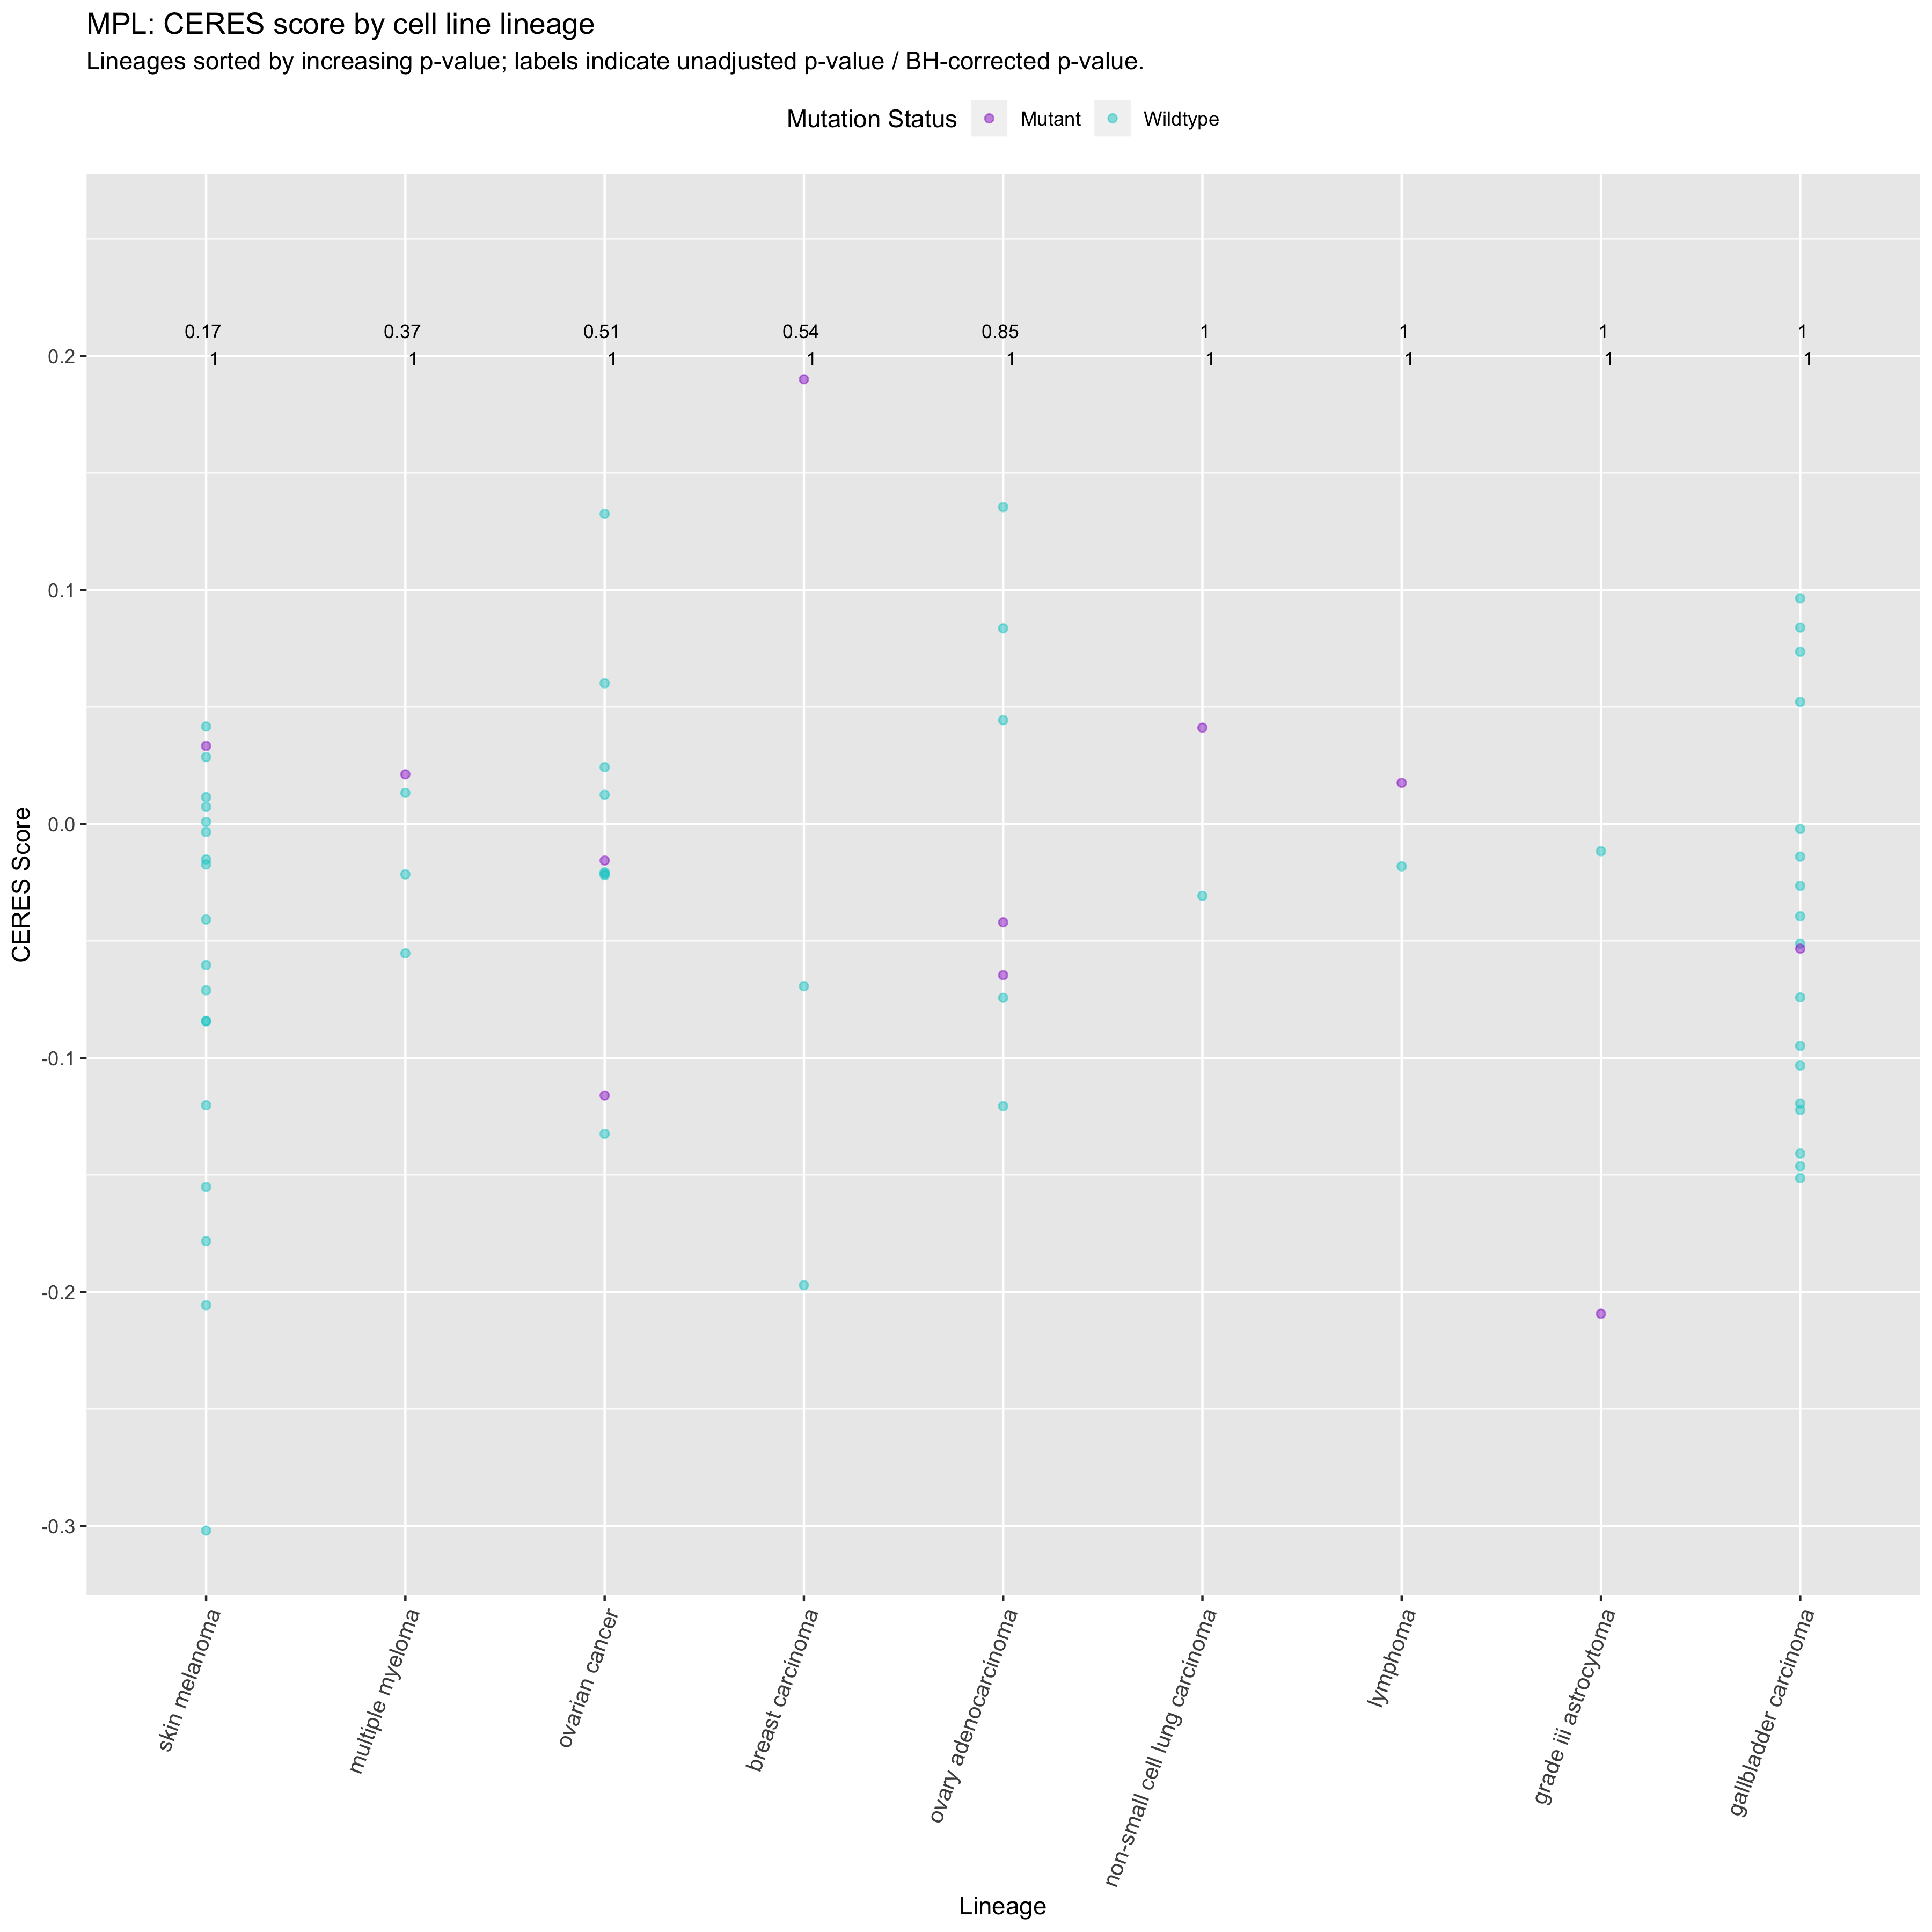 MPL: CERES score by cell line lineage
Lineages sorted by increasing p-value; labels indicate unadjusted p-value / BH-corrected p-value.
Mutation Status Mutant Wildtype
0.17 0.37 0.51 0.54 0.85 1 1 1 1
1 1 1 1 1 1 1 1 1
0.2
0.1
0.0
-0.1
-0.2
-0.3
CERES Score
skin melanoma
multiple myeloma
ovarian cancer
breast carcinoma
ovary adenocarcinoma
non-small cell lung carcinoma
lymphoma
grade iii astrocytoma
gallbladder carcinoma
Lineage